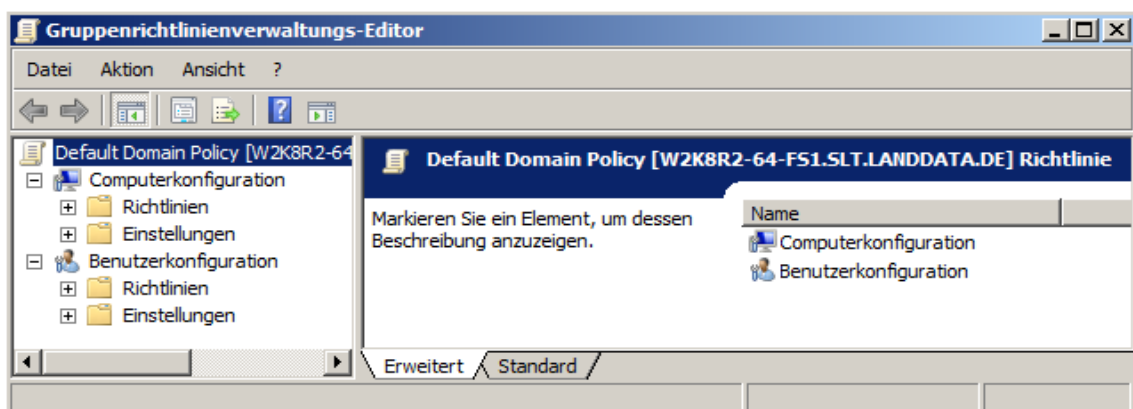 Gruppenrichtlinienverwaltungs-Editor
Datei Aktion Ansicht ?
Default Domain Policy [W2K8R2-64
Computerkonfiguration
Richtlinien
Einstellungen
Benutzerkonfiguration
Richtlinien
Einstellungen
Default Domain Policy [W2K8R2-64-FS1.SLT.LANDDATA.DE] Richtlinie
Markieren Sie ein Element, um dessen
Beschreibung anzuzeigen.
Name
Computerkonfiguration
Benutzerkonfiguration
Erweitert Standard